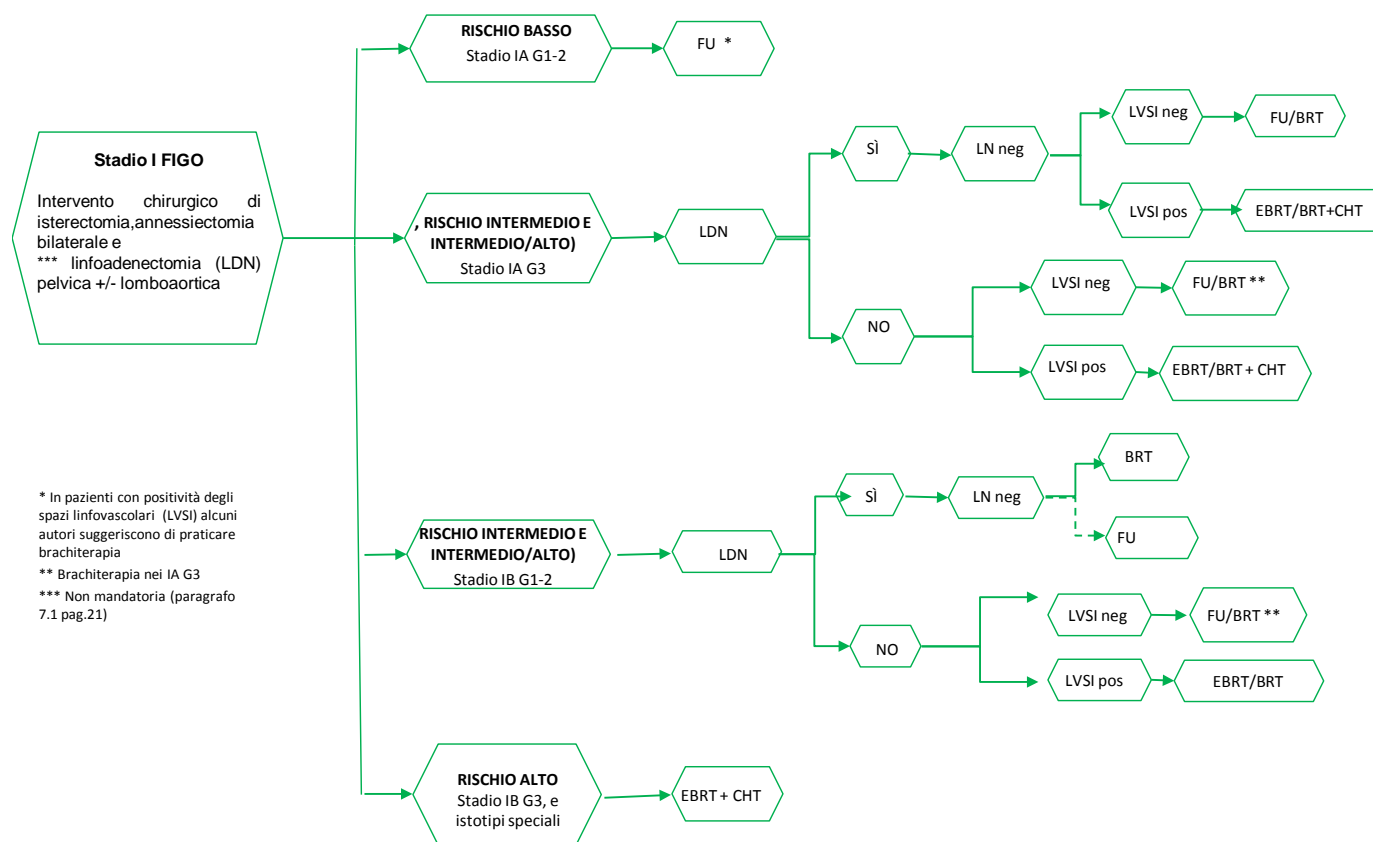 RISCHIO BASSO
Stadio IA G1-2
FU *
Stadio I FIGO
Intervento chirurgico di
isterectomia,annessiectomia
bilaterale e
*** linfoadenectomia (LDN)
pelvica +/- lomboaortica
, RISCHIO INTERMEDIO E
INTERMEDIO/ALTO)
Stadio IA G3
LDN
SÌ
LN neg
LVSI neg
FU/BRT
LVSI pos
EBRT/BRT+CHT
NO
LVSI neg
FU/BRT **
LVSI pos
EBRT/BRT + CHT
RISCHIO INTERMEDIO E
INTERMEDIO/ALTO)
Stadio IB G1-2
LDN
SÌ
LN neg
BRT
FU
NO
LVSI neg
FU/BRT **
LVSI pos
EBRT/BRT
RISCHIO ALTO
Stadio IB G3, e
istotipi speciali
EBRT + CHT
* In pazienti con positività degli
spazi linfovascolari (LVSI) alcuni
autori suggeriscono di praticare
brachiterapia
** Brachiterapia nei IA G3
*** Non mandatoria (paragrafo
7.1 pag.21)